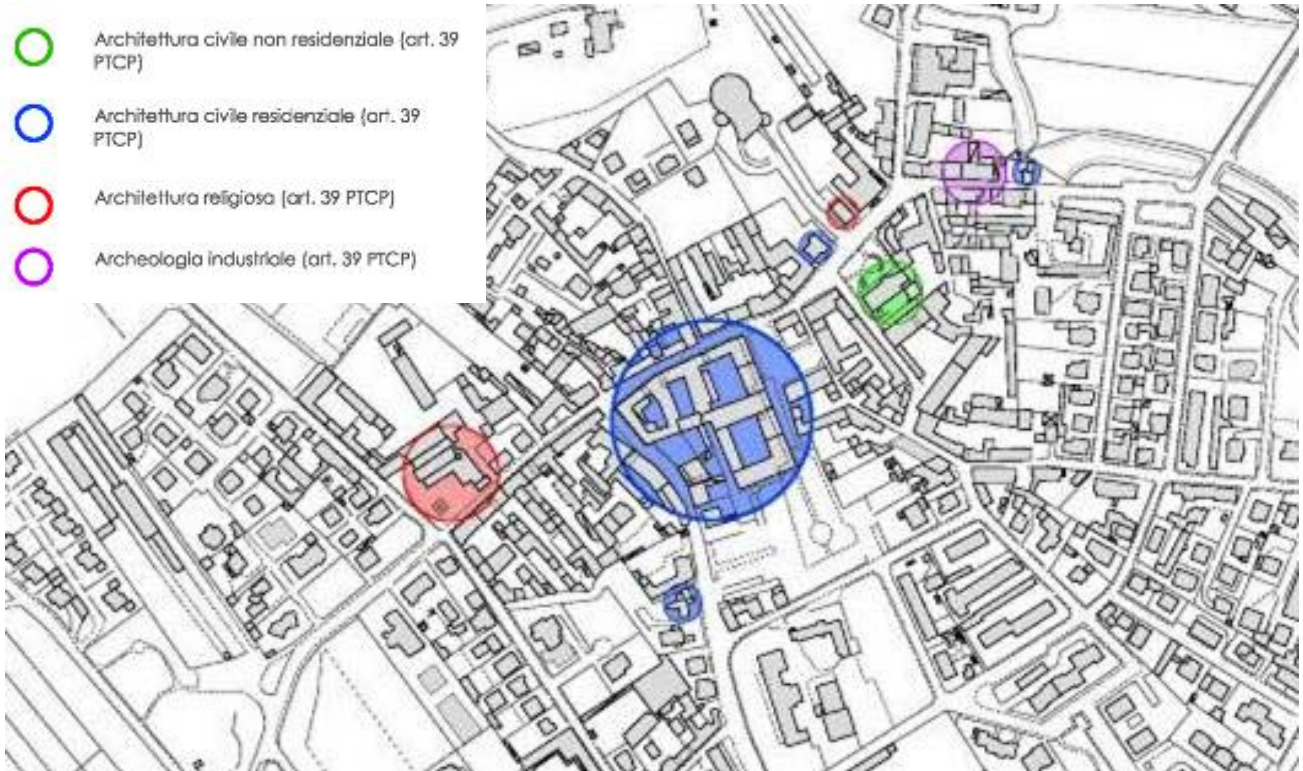 Architettura civile non residenziale (art. 39
PTCP)
Architettura civile residenziale (art. 39
PTCP)
Architettura religiosa (art. 39 PTCP)
Archeologia industriale (art. 39 PTCP)